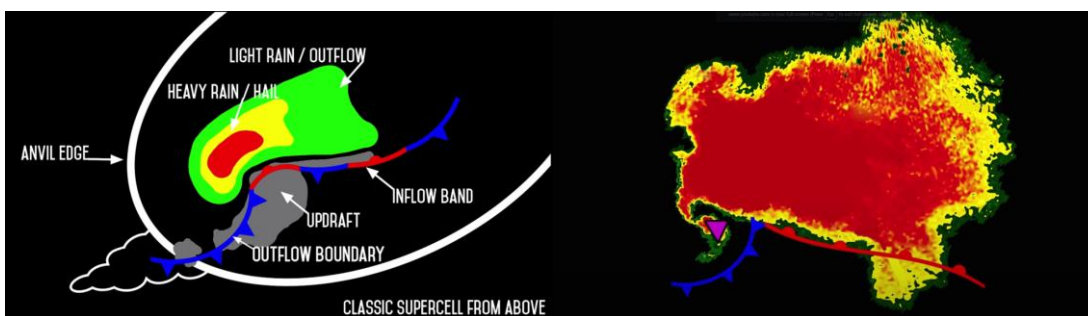 LIGHT RAIN / OUTFLOW
HEAVY RAIN / HAIL
ANVIL EDGE
INFLOW BAND
UPDRAFT
OUTFLOW BOUNDARY
CLASSIC SUPERCELL FROM ABOVE